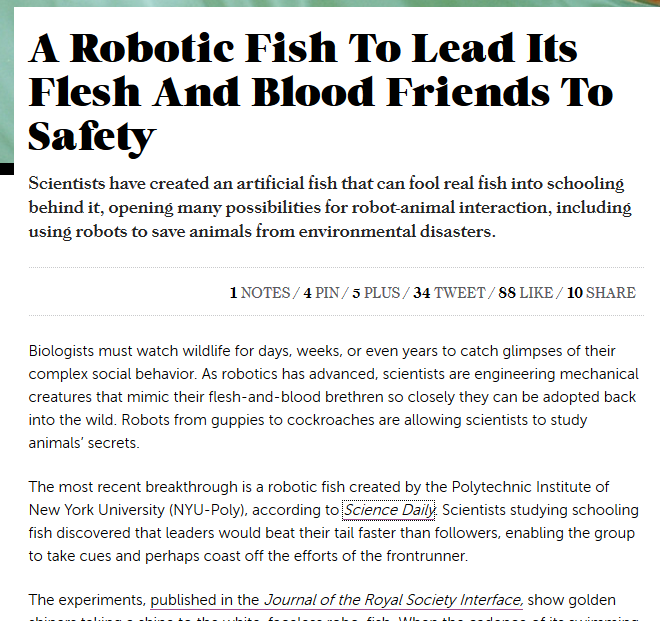 A Robotic Fish To Lead Its
Flesh And Blood Friends To
Safety
Scientists have created an artificial fish that can fool real fish into schooling
behind it, opening many possibilities for robot-animal interaction, including
using robots to save animals from environmental disasters.
1 NOTES / 4 PIN / 5 PLUS / 34 TWEET / 88 LIKE / 10 SHARE
Biologists must watch wildlife for days, weeks, or even years to catch glimpses of their
complex social behavior. As robotics has advanced, scientists are engineering mechanical
creatures that mimic their flesh-and-blood brethren so closely they can be adopted back
into the wild. Robots from guppies to cockroaches are allowing scientists to study
animals’ secrets.
The most recent breakthrough is a robotic fish created by the Polytechnic Institute of
New York University (NYU-Poly), according to Science Daily. Scientists studying schooling
fish discovered that leaders would beat their tail faster than followers, enabling the group
to take cues and perhaps coast off the efforts of the frontrunner.
The experiments, published in the Journal of the Royal Society Interface, show golden